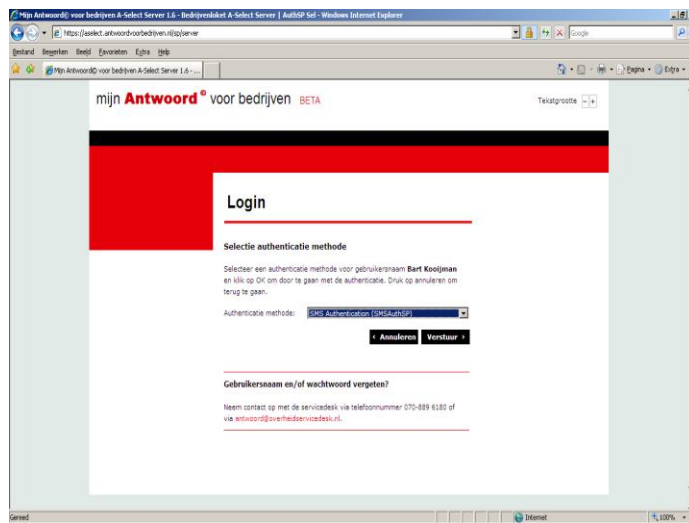 Mijn Antwoord© voor bedrijven A-Select Server 1.6 - Bedrijvenloket A-Select Server | AuthSP Sel - Windows Internet Explorer
https://aselect.antwoordvoorbedrijven.nl/sp/server
Google
Bestand Bewerken Beeld Favorieten Extra Help
Mijn Antwoord© voor bedrijven A-Select Server 1.6 - ...
Pagina Extra
mijn Antwoord® voor bedrijven BETA
Tekstgrootte - +
Login
Selectie authenticatie methode
Selecteer een authenticatie methode voor gebruikersnaam Bart Kooijman
en klik op OK om door te gaan met de authenticatie. Druk op annuleren om
terug te gaan.
Authenticatie methode: SMS Authentication (SMSAuthSP)
‹ Annuleren Verstuur ›
Gebruikersnaam en/of wachtwoord vergeten?
Neem contact op met de servicedesk via telefoonnummer 070-889 6180 of
via antwoord@overheidservicedesk.nl.
Gereed Internet 100%